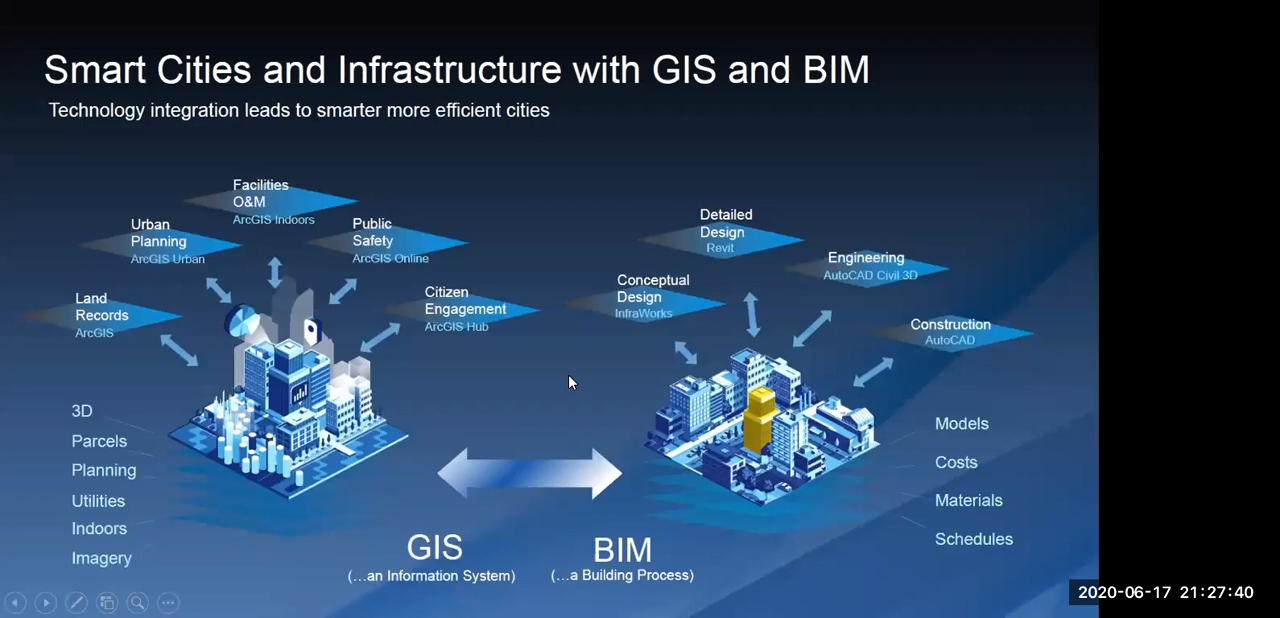 Smart Cities and Infrastructure with GIS and BIM
Technology integration leads to smarter more efficient cities
Facilities
O&M
ArcGIS Indoors
Urban
Planning
ArcGIS Urban
Public
Safety
ArcGIS Online
Land
Records
ArcGIS
Citizen
Engagement
ArcGIS Hub
Detailed
Design
Revit
Engineering
AutoCAD Civil 3D
Conceptual
Design
InfraWorks
Construction
AutoCAD
3D
Parcels
Planning
Utilities
Indoors
Imagery
Models
Costs
Materials
Schedules
GIS
(...an Information System)
BIM
(...a Building Process)
2020-06-17 21:27:40